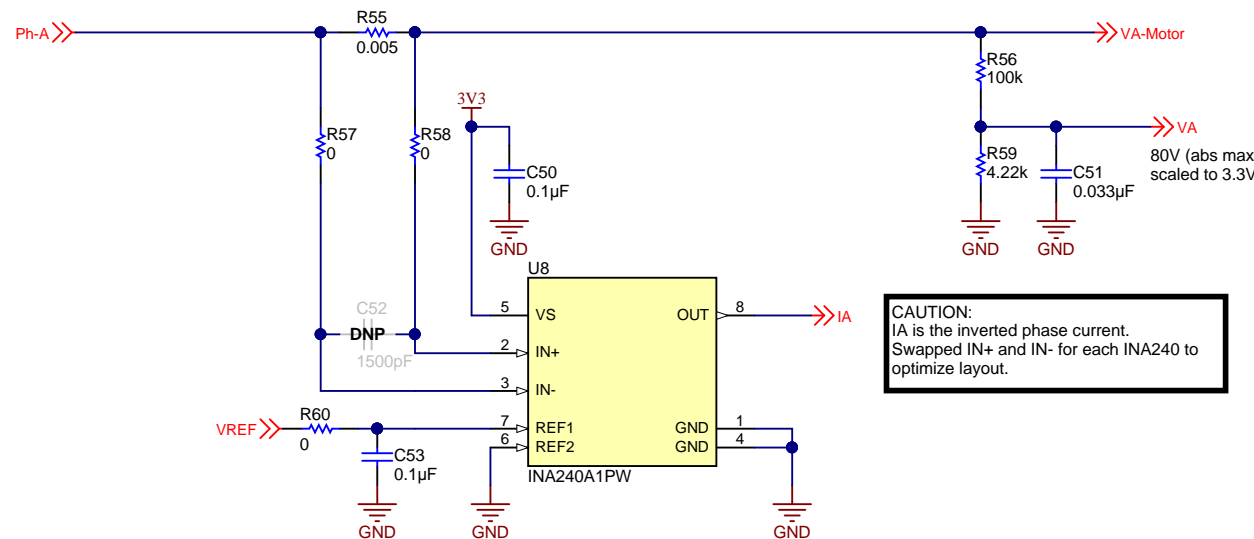 Ph-A
R55
0.005
VA-Motor
R56
100k
3V3
R57
0
R58
0
VA
80V (abs max
scaled to 3.3V
C50
0.1µF
R59
4.22k
C51
0.033µF
GND
GND
GND
U8
C52
DNP
1500pF
5
VS
OUT
8
IA
2
IN+
3
IN-
CAUTION:
IA is the inverted phase current.
Swapped IN+ and IN- for each INA240 to
optimize layout.
VREF
R60
0
7
REF1
6
REF2
GND
1
GND
4
C53
0.1µF
INA240A1PW
GND
GND
GND